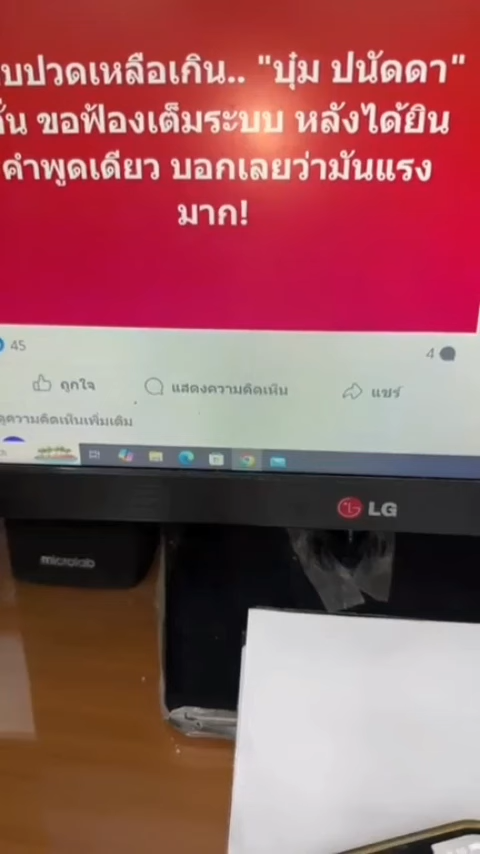 บปวดเหลือเกิน.. "บุ๋ม ปนัดดา"
ขอฟ้องเต็มระบบ หลังได้ยิน
คำพูดเดียว บอกเลยว่ามันแรง
มาก!
45
4
ถูกใจ
แสดงความคิดเห็น
แชร์
ดูความคิดเห็นเพิ่มเติม
LG
microlab